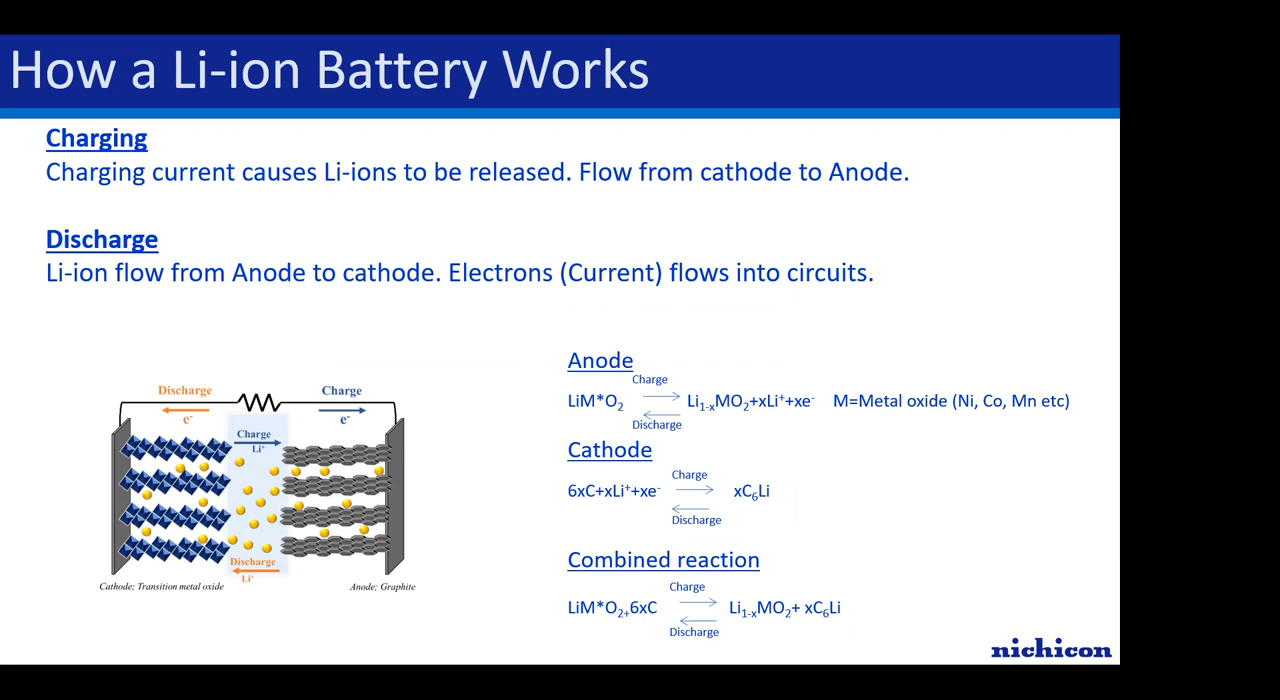 How a Li-ion Battery Works
Charging
Charging current causes Li-ions to be released. Flow from cathode to Anode.
Discharge
Li-ion flow from Anode to cathode. Electrons (Current) flows into circuits.
Discharge
e⁻
Charge
e⁻
Charge
Li⁺
Discharge
Li⁺
Cathode; Transition metal oxide
Anode; Graphite
Anode
Charge
LiM*O₂ → Li₁₋ₓMO₂+xLi⁺+xe⁻ M=Metal oxide (Ni, Co, Mn etc)
←
Discharge
Cathode
Charge
6xC+xLi⁺+xe⁻ → xC₆Li
←
Discharge
Combined reaction
Charge
LiM*O₂₊6xC → Li₁₋ₓMO₂+ xC₆Li
←
Discharge
nichicon